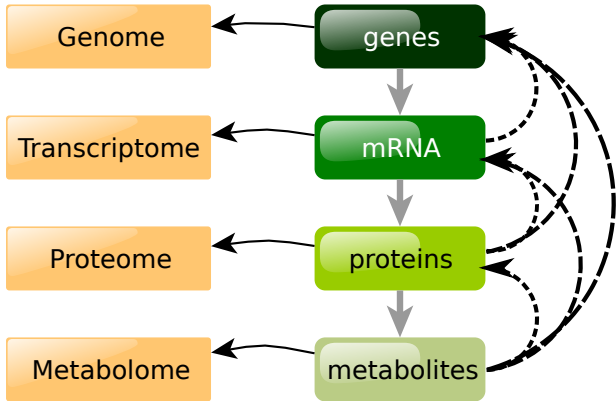 Genome
genes
Transcriptome
mRNA
Proteome
proteins
Metabolome
metabolites